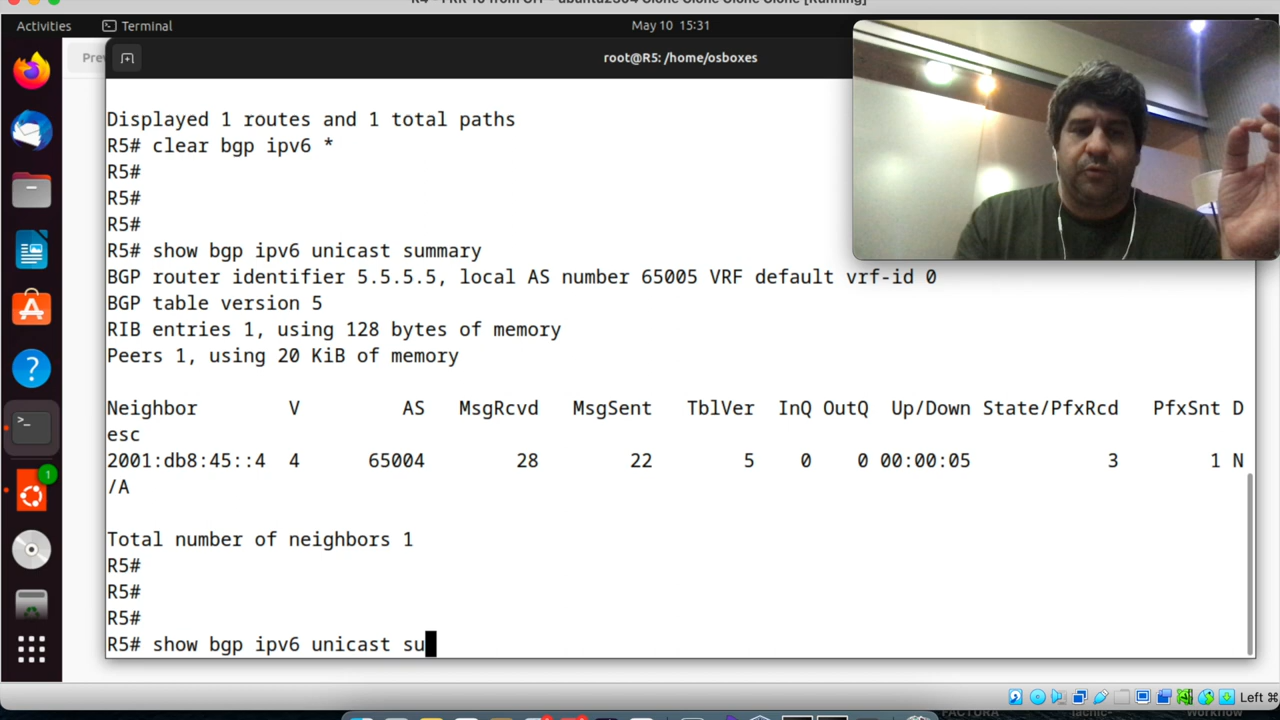 Activities
Terminal
May 10 15:31
root@R5: /home/osboxes
Displayed 1 routes and 1 total paths
R5# clear bgp ipv6 *
R5#
R5#
R5#
R5# show bgp ipv6 unicast summary
BGP router identifier 5.5.5.5, local AS number 65005 VRF default vrf-id 0
BGP table version 5
RIB entries 1, using 128 bytes of memory
Peers 1, using 20 KiB of memory
Neighbor V AS MsgRcvd MsgSent TblVer InQ OutQ Up/Down State/PfxRcd PfxSnt D
esc
2001:db8:45::4 4 65004 28 22 5 0 0 00:00:05 3 1 N
/A
Total number of neighbors 1
R5#
R5#
R5#
R5# show bgp ipv6 unicast su
1
Left ⌘